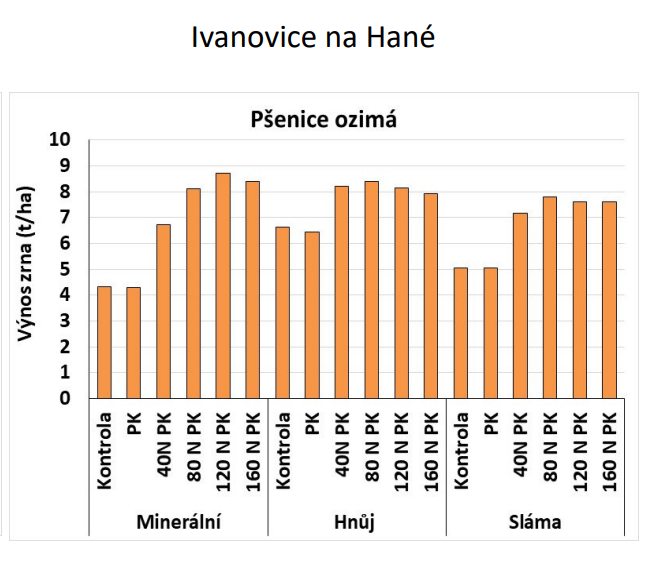 Ivanovice na Hané
Pšenice ozimá
Výnos zrna (t/ha)
10
9
8
7
6
5
4
3
2
1
0
Kontrola
PK
40N PK
80 N PK
120 N PK
160 N PK
Kontrola
PK
40N PK
80 N PK
120 N PK
160 N PK
Kontrola
PK
40N PK
80 N PK
120 N PK
160 N PK
Minerální
Hnůj
Sláma